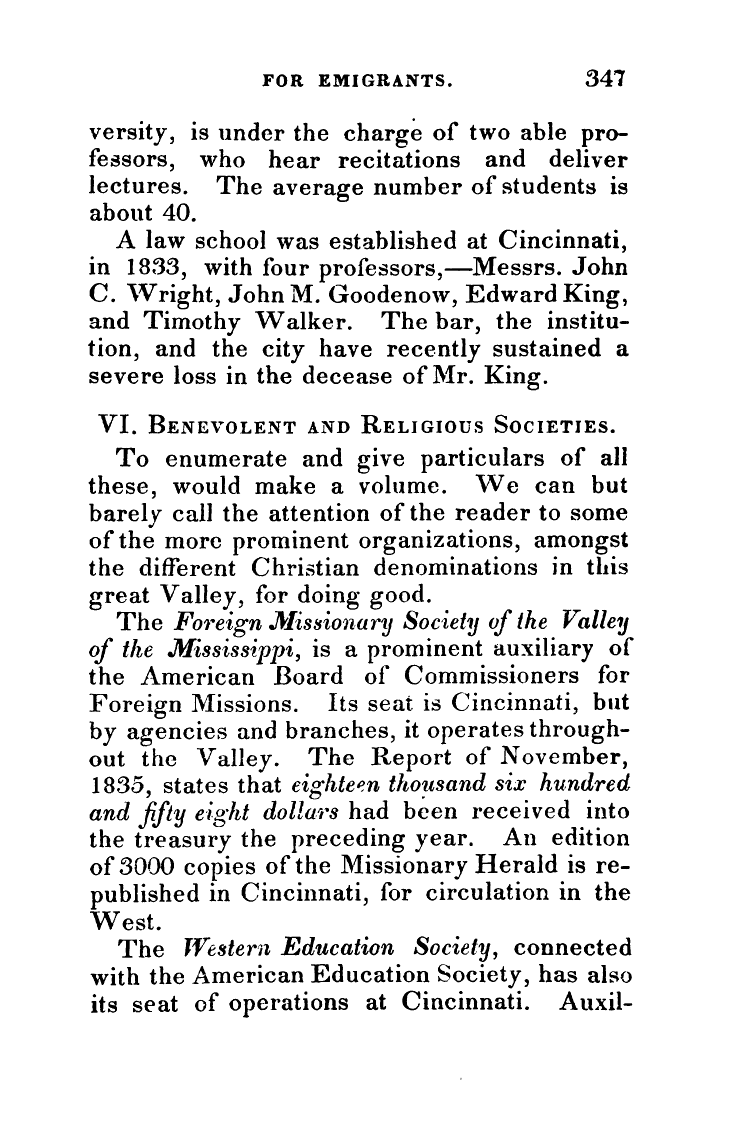 FOR EMIGRANTS. 347
versity, is under the charge of two able pro-
fessors, who hear recitations and deliver
lectures. The average number of students is
about 40.
A law school was established at Cincinnati,
in 1833, with four professors,—Messrs. John
C. Wright, John M. Goodenow, Edward King,
and Timothy Walker. The bar, the institu-
tion, and the city have recently sustained a
severe loss in the decease of Mr. King.
VI. BENEVOLENT AND RELIGIOUS SOCIETIES.
To enumerate and give particulars of all
these, would make a volume. We can but
barely call the attention of the reader to some
of the more prominent organizations, amongst
the different Christian denominations in this
great Valley, for doing good.
The Foreign Missionary Society of the Valley
of the Mississippi, is a prominent auxiliary of
the American Board of Commissioners for
Foreign Missions. Its seat is Cincinnati, but
by agencies and branches, it operates through-
out the Valley. The Report of November,
1835, states that eighteen thousand six hundred
and fifty eight dollars had been received into
the treasury the preceding year. An edition
of 3000 copies of the Missionary Herald is re-
published in Cincinnati, for circulation in the
West.
The Western Education Society, connected
with the American Education Society, has also
its seat of operations at Cincinnati. Auxil-